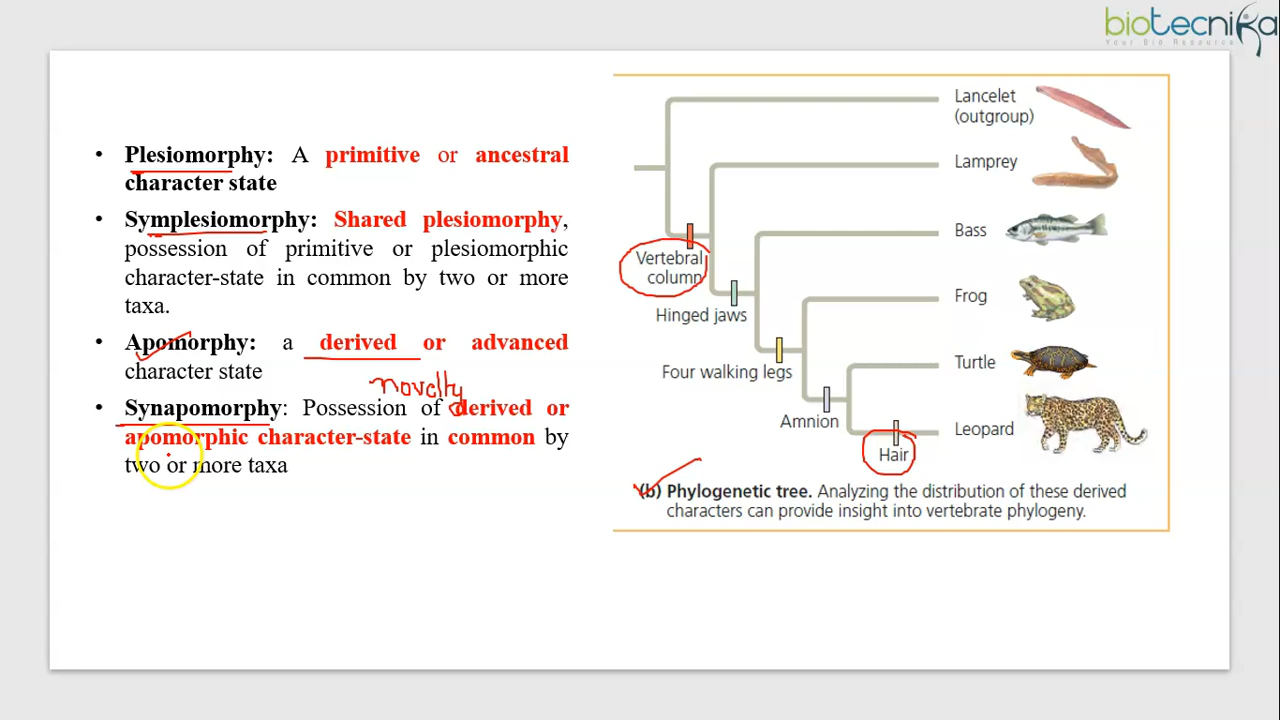 biotecnika
Your Bio Resource
• Plesiomorphy: A primitive or ancestral
character state
• Symplesiomorphy: Shared plesiomorphy,
possession of primitive or plesiomorphic
character-state in common by two or more
taxa.
• Apomorphy: a derived or advanced
character state
novelty
• Synapomorphy: Possession of derived or
apomorphic character-state in common by
two or more taxa
Lancelet
(outgroup)
Lamprey
Bass
Vertebral
column
Frog
Hinged jaws
Turtle
Four walking legs
Amnion
Leopard
Hair
(b) Phylogenetic tree. Analyzing the distribution of these derived
characters can provide insight into vertebrate phylogeny.